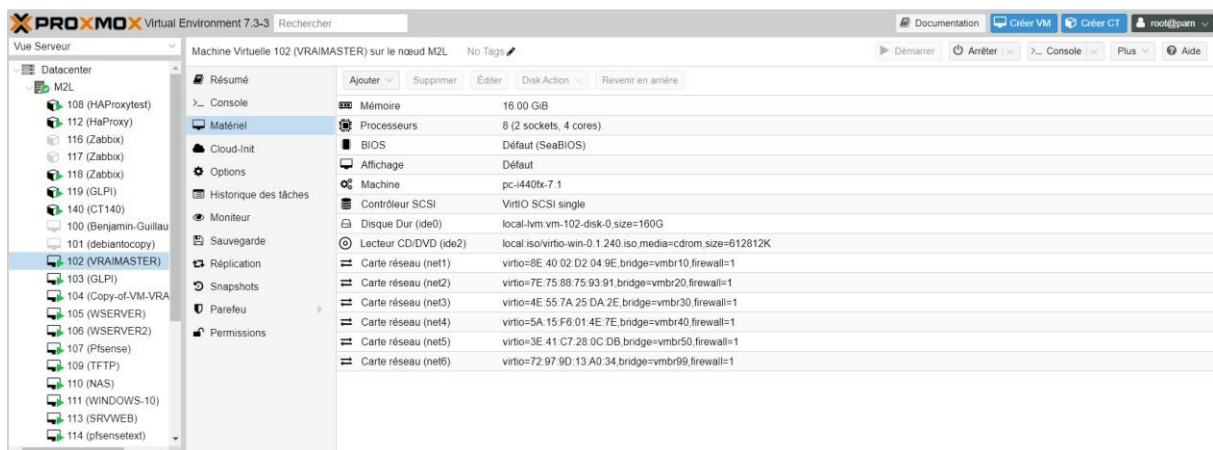 PROXMOX Virtual Environment 7.3-3 Rechercher Documentation Créer VM Créer CT root@pam
Vue Serveur
Machine Virtuelle 102 (VRAIMASTER) sur le nœud M2L No Tags Démarrer Arrêter Console Plus Aide
Datacenter
M2L
108 (HAProxytest)
112 (HaProxy)
116 (Zabbix)
117 (Zabbix)
118 (Zabbix)
119 (GLPI)
140 (CT140)
100 (Benjamin-Guillau
101 (debiantocopy)
102 (VRAIMASTER)
103 (GLPI)
104 (Copy-of-VM-VRA
105 (WSERVER)
106 (WSERVER2)
107 (Pfsense)
109 (TFTP)
110 (NAS)
111 (WINDOWS-10)
113 (SRVWEB)
114 (pfsensetext)
Résumé
>_ Console
Matériel
Cloud-Init
Options
Historique des tâches
Moniteur
Sauvegarde
Réplication
Snapshots
Parefeu
Permissions
Ajouter Supprimer Éditer Disk Action Revenir en arrière
Mémoire 16.00 GiB
Processeurs 8 (2 sockets, 4 cores)
BIOS Défaut (SeaBIOS)
Affichage Défaut
Machine pc-i440fx-7.1
Contrôleur SCSI VirtIO SCSI single
Disque Dur (ide0) local-lvm:vm-102-disk-0,size=160G
Lecteur CD/DVD (ide2) local:iso/virtio-win-0.1.240.iso,media=cdrom,size=612812K
Carte réseau (net1) virtio=8E:40:02:D2:04:9E,bridge=vmbr10,firewall=1
Carte réseau (net2) virtio=7E:75:88:75:93:91,bridge=vmbr20,firewall=1
Carte réseau (net3) virtio=4E:55:7A:25:DA:2E,bridge=vmbr30,firewall=1
Carte réseau (net4) virtio=5A:15:F6:01:4E:7E,bridge=vmbr40,firewall=1
Carte réseau (net5) virtio=3E:41:C7:28:0C:DB,bridge=vmbr50,firewall=1
Carte réseau (net6) virtio=72:97:9D:13:A0:34,bridge=vmbr99,firewall=1